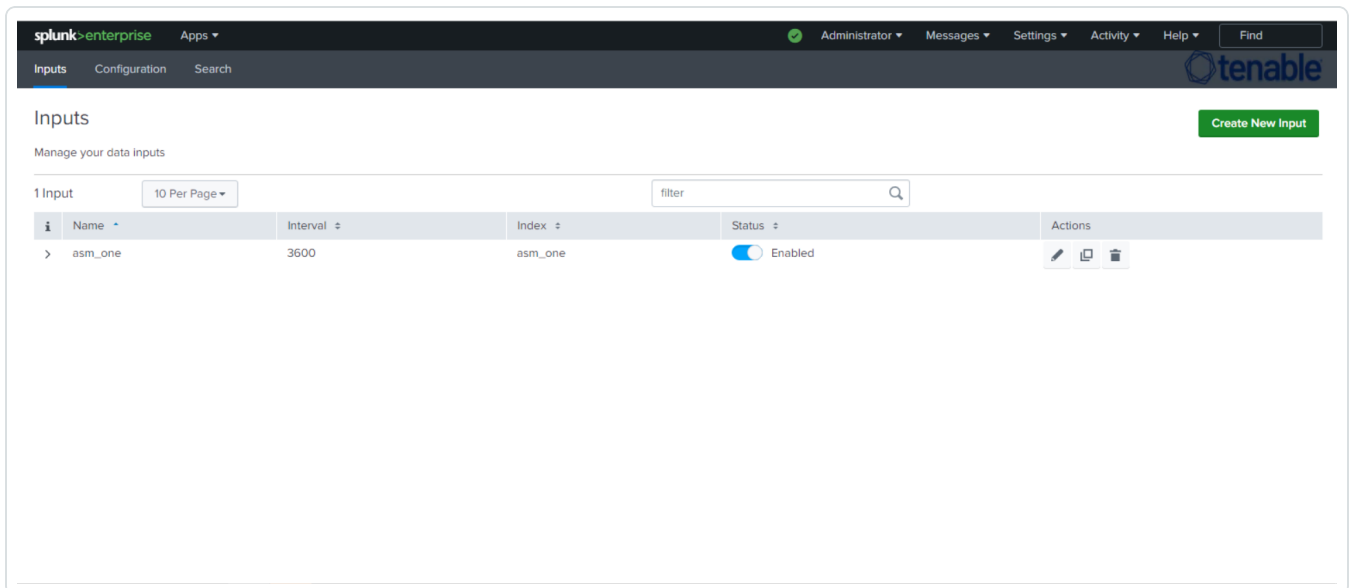 splunk>enterprise Apps Administrator Messages Settings Activity Help Find
Inputs Configuration Search tenable
Inputs
Create New Input
Manage your data inputs
1 Input 10 Per Page filter
i Name Interval Index Status Actions
asm_one 3600 asm_one Enabled